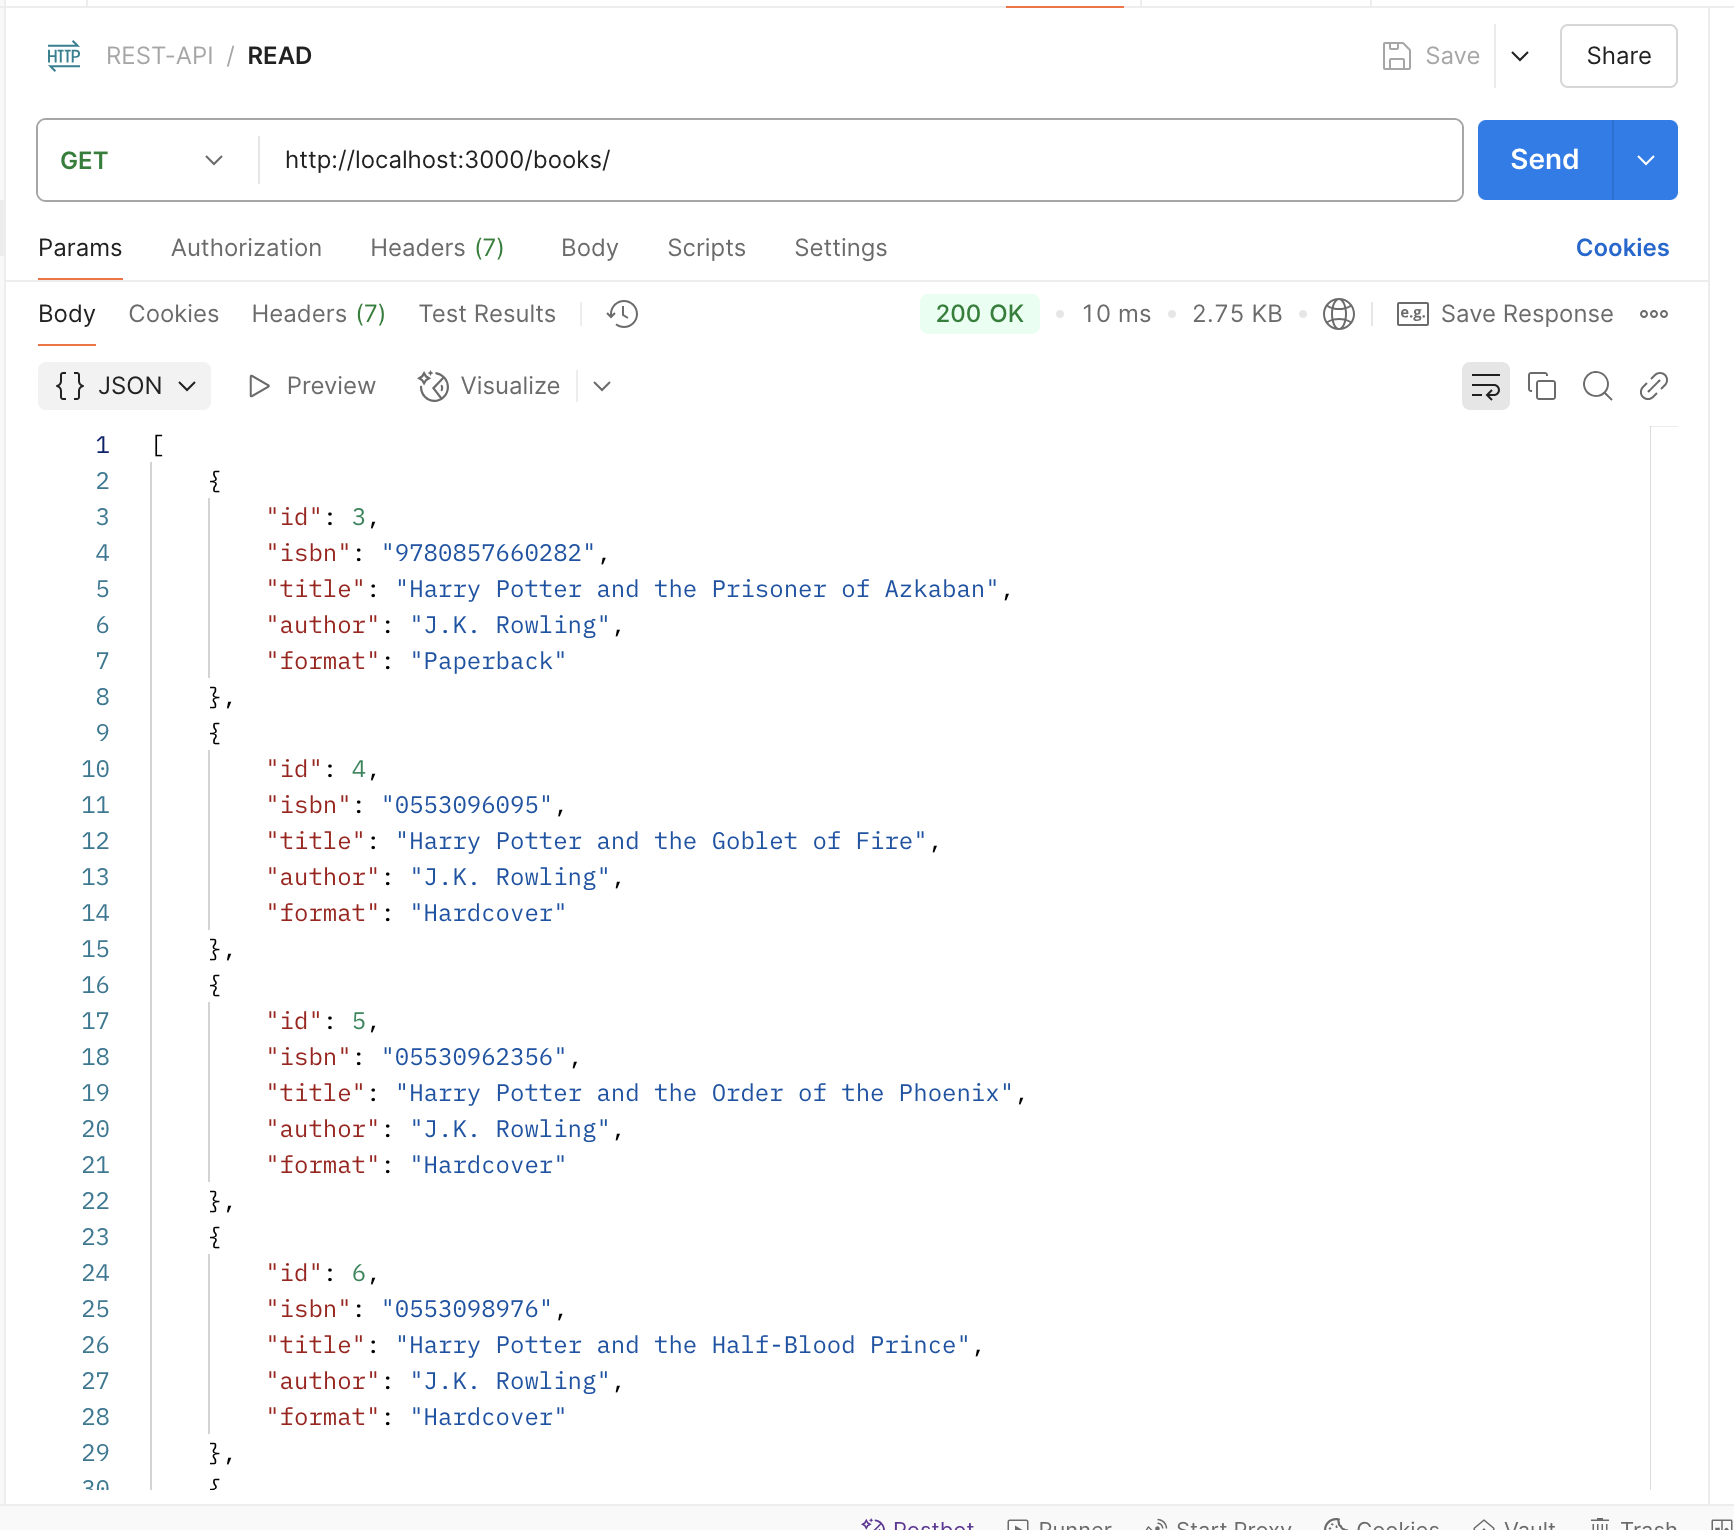 HTTP REST-API / READ Save Share
GET http://localhost:3000/books/ Send
Params Authorization Headers (7) Body Scripts Settings Cookies
Body Cookies Headers (7) Test Results 200 OK 10 ms 2.75 KB e.g. Save Response
{} JSON Preview Visualize
1 [
2 {
3 "id": 3,
4 "isbn": "9780857660282",
5 "title": "Harry Potter and the Prisoner of Azkaban",
6 "author": "J.K. Rowling",
7 "format": "Paperback"
8 },
9 {
10 "id": 4,
11 "isbn": "0553096095",
12 "title": "Harry Potter and the Goblet of Fire",
13 "author": "J.K. Rowling",
14 "format": "Hardcover"
15 },
16 {
17 "id": 5,
18 "isbn": "05530962356",
19 "title": "Harry Potter and the Order of the Phoenix",
20 "author": "J.K. Rowling",
21 "format": "Hardcover"
22 },
23 {
24 "id": 6,
25 "isbn": "0553098976",
26 "title": "Harry Potter and the Half-Blood Prince",
27 "author": "J.K. Rowling",
28 "format": "Hardcover"
29 },
30 {
Postbot Runner Start Proxy Cookies Vault Trash